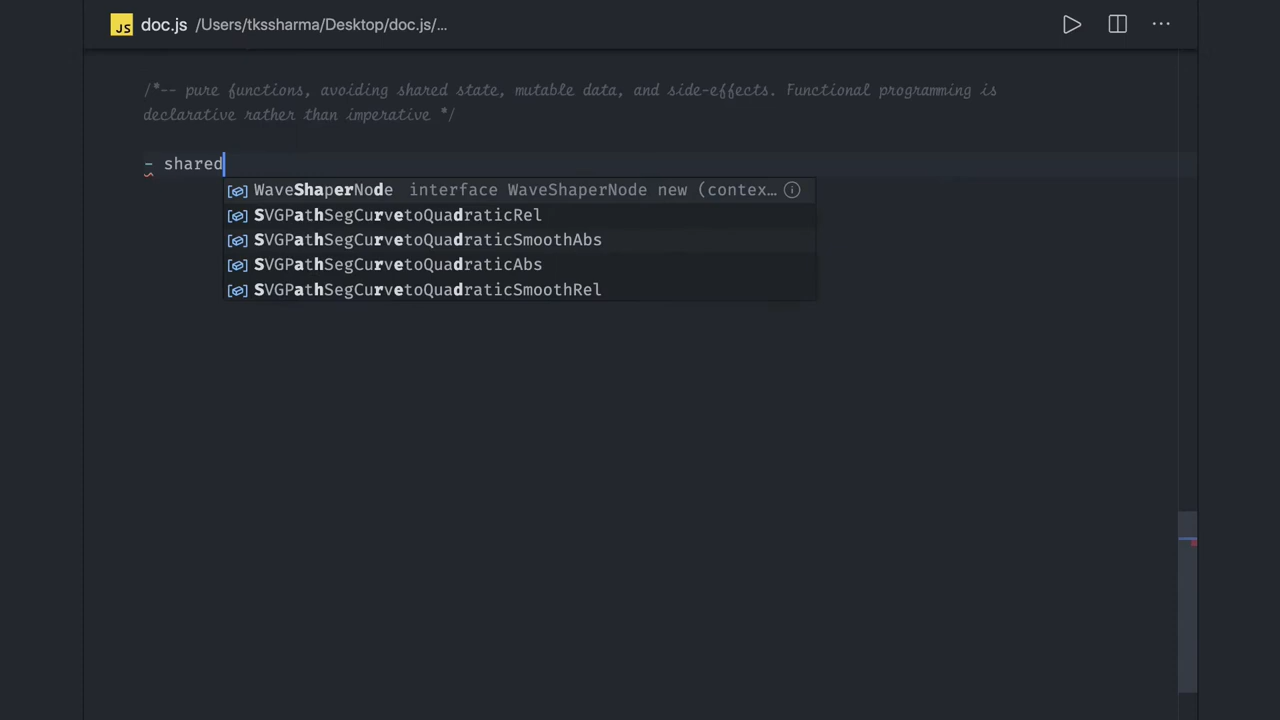 JS doc.js /Users/tkssharma/Desktop/doc.js/...
/*-- pure functions, avoiding shared state, mutable data, and side-effects. Functional programming is
declarative rather than imperative */
- shared
WaveShaperNode interface WaveShaperNode new (contex…
SVGPathSegCurvetoQuadraticRel
SVGPathSegCurvetoQuadraticSmoothAbs
SVGPathSegCurvetoQuadraticAbs
SVGPathSegCurvetoQuadraticSmoothRel